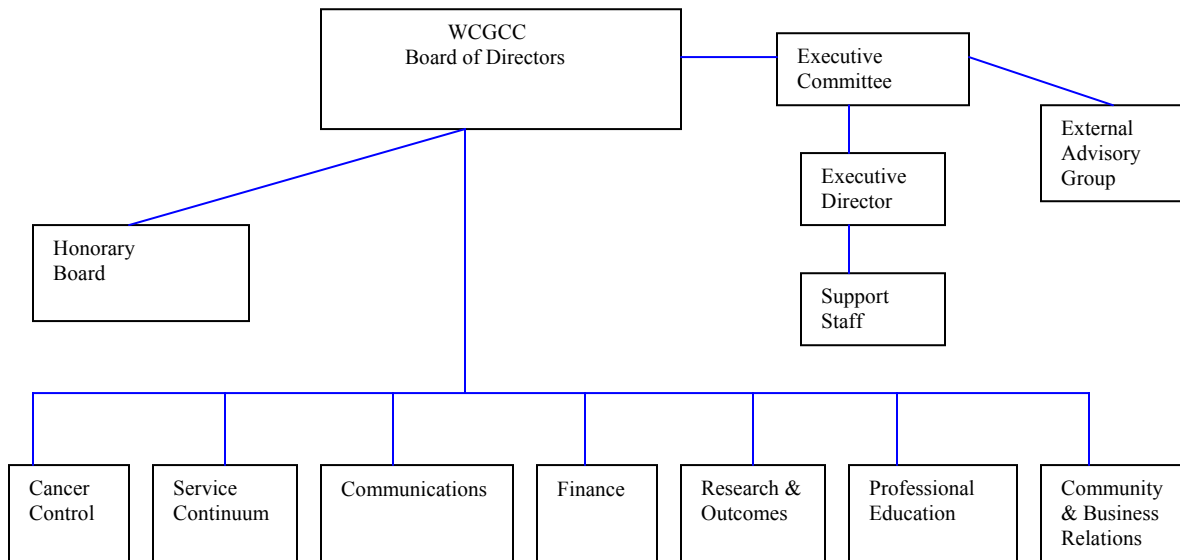 WCGCC
Board of Directors
Executive
Committee
External
Advisory
Group
Executive
Director
Honorary
Board
Support
Staff
Cancer
Control
Service
Continuum
Communications
Finance
Research &
Outcomes
Professional
Education
Community
& Business
Relations